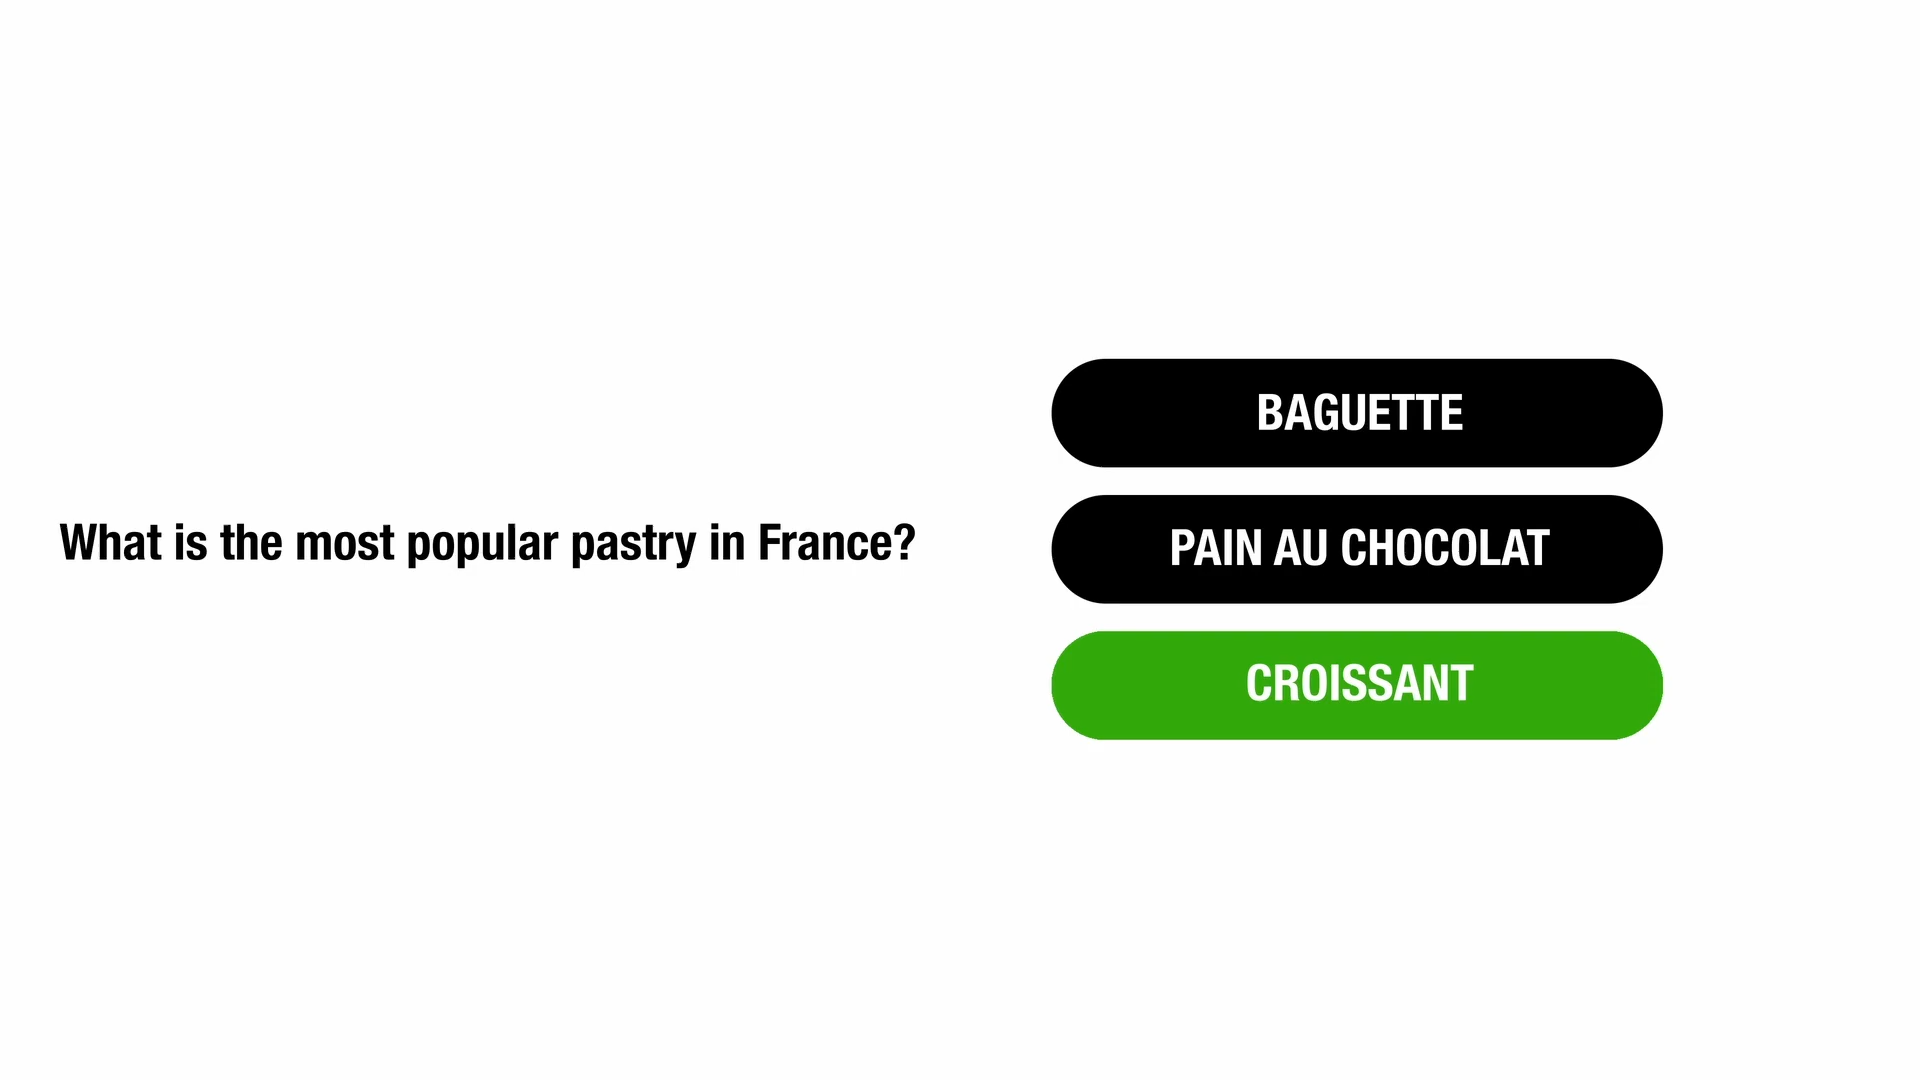 What is the most popular pastry in France?
BAGUETTE
PAIN AU CHOCOLAT
CROISSANT